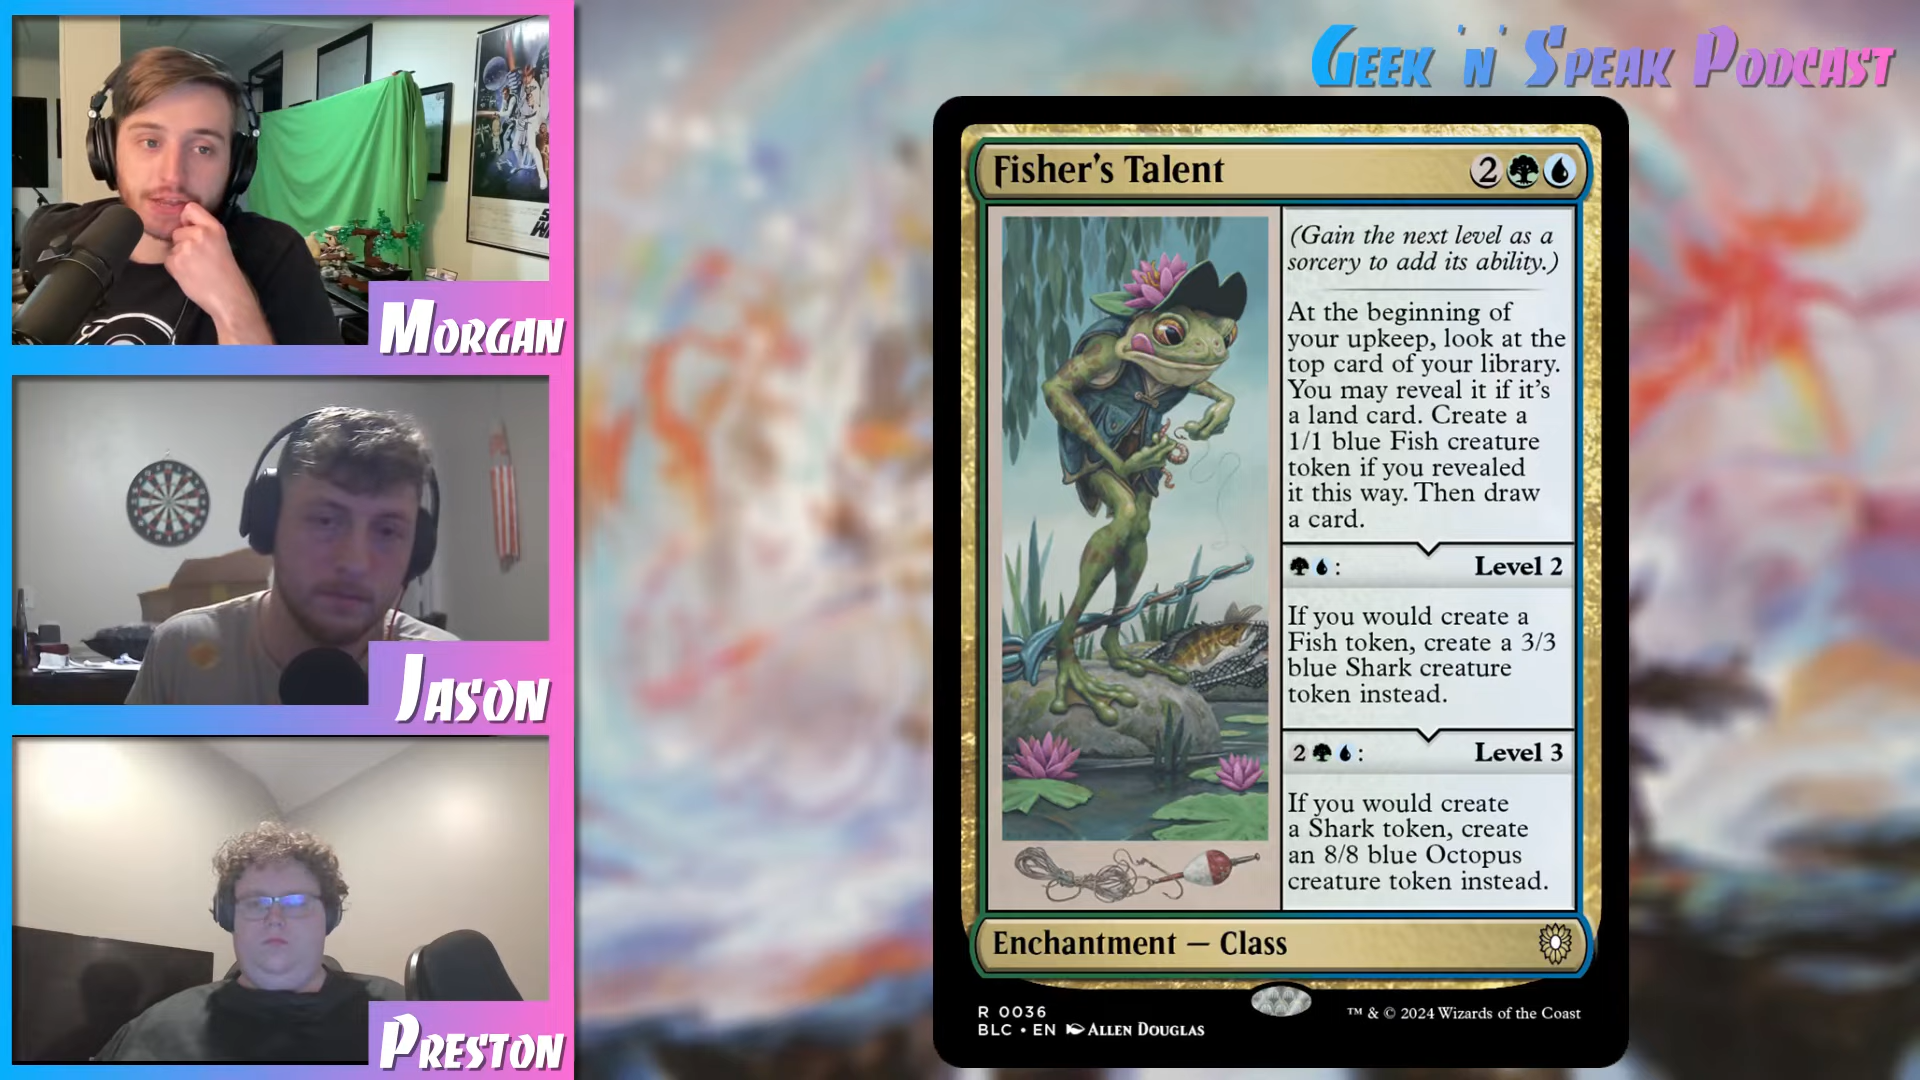 GEEK 'N' SPEAK PODCAST
MORGAN
JASON
PRESTON
Fisher's Talent
2
(Gain the next level as a
sorcery to add its ability.)
At the beginning of
your upkeep, look at the
top card of your library.
You may reveal it if it's
a land card. Create a
1/1 blue Fish creature
token if you revealed
it this way. Then draw
a card.
: Level 2
If you would create a
Fish token, create a 3/3
blue Shark creature
token instead.
2 : Level 3
If you would create
a Shark token, create
an 8/8 blue Octopus
creature token instead.
Enchantment — Class
R 0036
BLC • EN ALLEN DOUGLAS
™ & © 2024 Wizards of the Coast